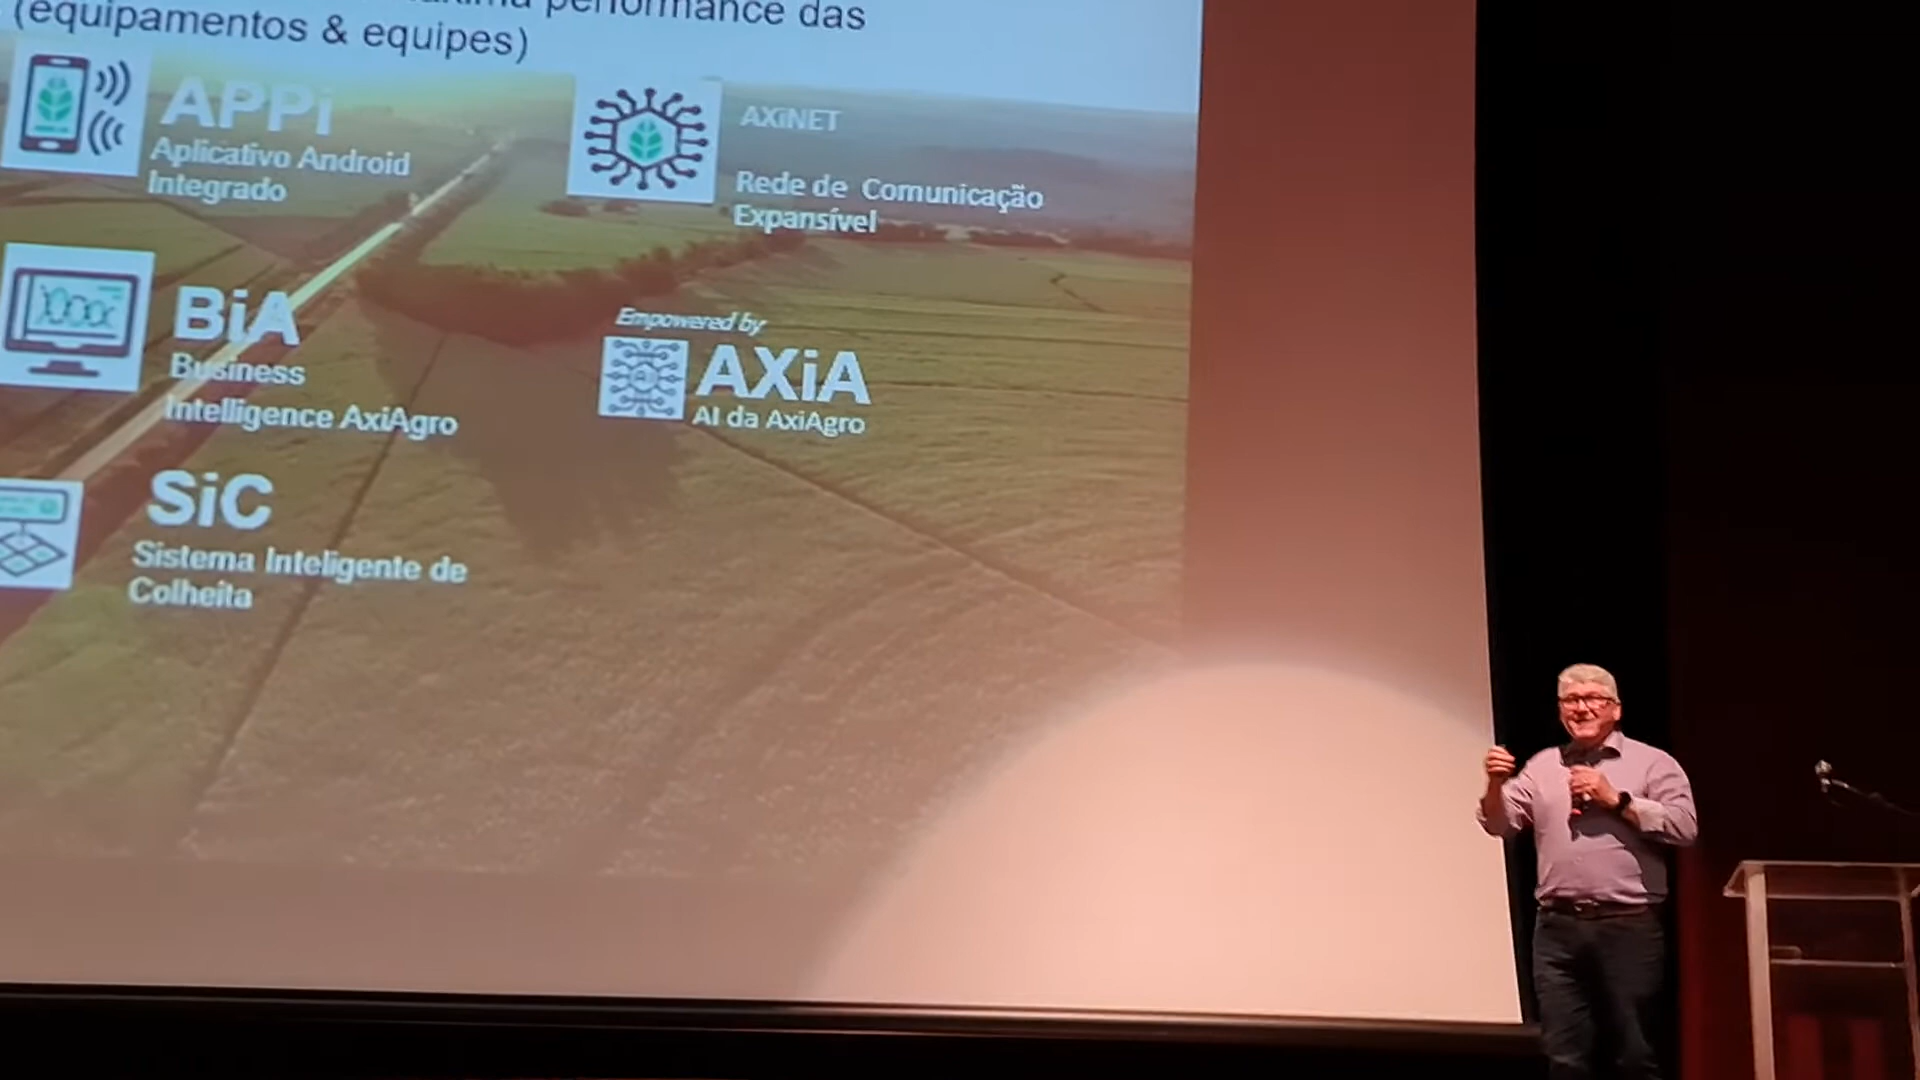 performance das
(equipamentos & equipes)
APPi
Aplicativo Android
Integrado
AXiNET
Rede de Comunicação
Expansível
BiA
Business
Intelligence AxiAgro
Empowered by
AI
AXiA
AI da AxiAgro
SiC
Sistema Inteligente de
Colheita